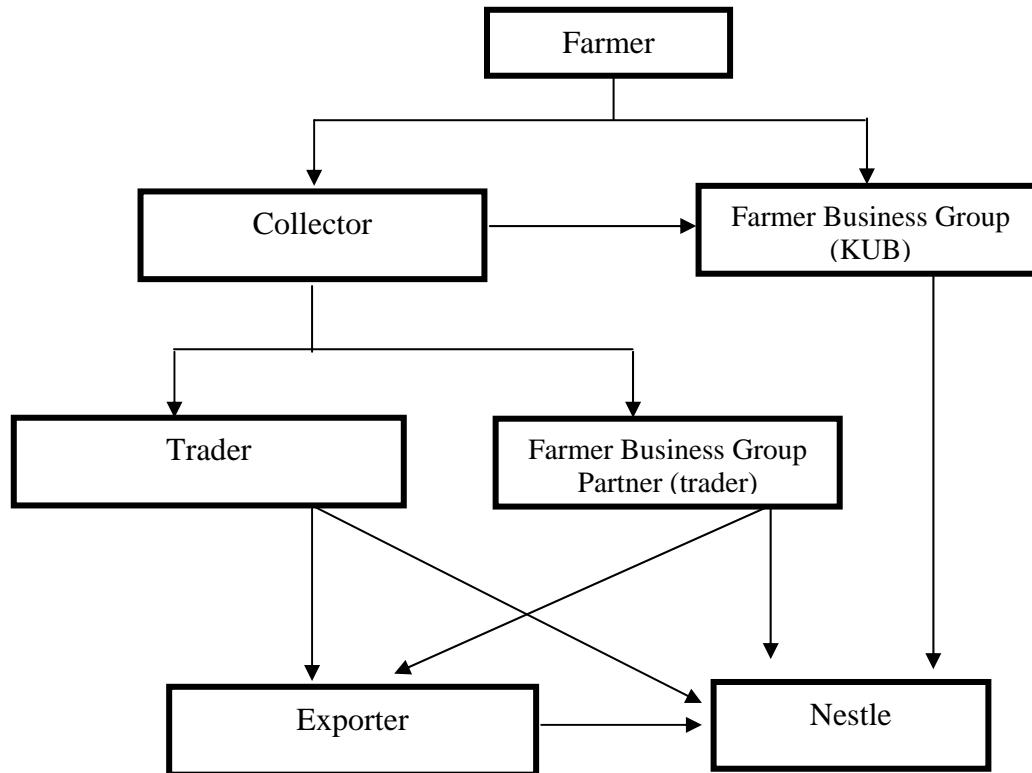 Farmer
Collector
Farmer Business Group
(KUB)
Trader
Farmer Business Group
Partner (trader)
Exporter
Nestle